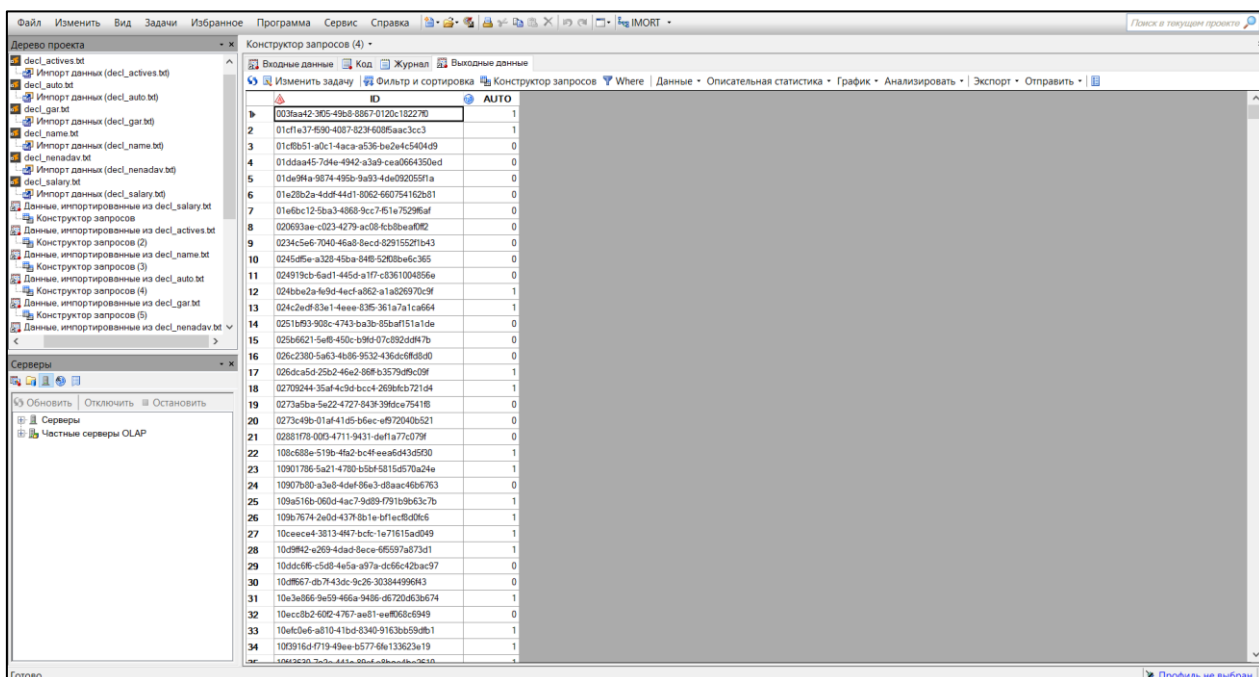 Файл Изменить Вид Задачи Избранное Программа Сервис Справка IMORT Поиск в текущем проекте
Дерево проекта
decl_actives.txt
Импорт данных (decl_actives.txt)
decl_auto.txt
Импорт данных (decl_auto.txt)
decl_gar.txt
Импорт данных (decl_gar.txt)
decl_name.txt
Импорт данных (decl_name.txt)
decl_nenadav.txt
Импорт данных (decl_nenadav.txt)
decl_salary.txt
Импорт данных (decl_salary.txt)
Данные, импортированные из decl_salary.txt
Конструктор запросов
Данные, импортированные из decl_actives.txt
Конструктор запросов (2)
Данные, импортированные из decl_name.txt
Конструктор запросов (3)
Данные, импортированные из decl_auto.txt
Конструктор запросов (4)
Данные, импортированные из decl_gar.txt
Конструктор запросов (5)
Данные, импортированные из decl_nenadav.txt
Серверы
Обновить Отключить Остановить
Серверы
Частные серверы OLAP
Конструктор запросов (4)
Входные данные Код Журнал Выходные данные
Изменить задачу Фильтр и сортировка Конструктор запросов Where Данные Описательная статистика График Анализировать Экспорт Отправить
ID AUTO
1 003faa42-3f05-49b8-8867-0120c18227f0 1
2 01cf1e37-f590-4087-823f-608f5aac3cc3 1
3 01cf8b51-a0c1-4aca-a536-be2e4c5404d9 0
4 01ddaa45-7d4e-4942-a3a9-cea0664350ed 0
5 01de9f4a-9874-495b-9a93-4de092055f1a 0
6 01e28b2a-4ddf-44d1-8062-660754162b81 0
7 01e6bc12-5ba3-4868-9cc7-f51e7529f6af 0
8 020693ae-c023-4279-ac08-fcb8beaf0ff2 0
9 0234c5e6-7040-46a8-8ecd-8291552f1b43 0
10 0245df5e-a328-45ba-84f8-52f08be6c365 0
11 024919cb-6ad1-445d-a1f7-c8361004856e 0
12 024bbe2a-fe9d-4ecf-a862-a1a826970c9f 1
13 024c2edf-83e1-4eee-83f5-361a7a1ca664 1
14 0251bf93-908c-4743-ba3b-85baf151a1de 0
15 025b6621-5ef8-450c-b9fd-07c892ddf47b 0
16 026c2380-5a63-4b86-9532-436dc6ffd8d0 0
17 026dca5d-25b2-46e2-86ff-b3579df9c09f 1
18 02709244-35af-4c9d-bcc4-269bfcb721d4 1
19 0273a5ba-5e22-4727-843f-39fdce7541f8 0
20 0273c49b-01af-41d5-b6ec-ef972040b521 0
21 02881f78-00f3-4711-9431-def1a77c079f 0
22 108c688e-519b-4fa2-bc4f-eea6d43d5f30 1
23 10901786-5a21-4780-b5bf-5815d570a24e 1
24 10907b80-a3e8-4def-86e3-d8aac46b6763 0
25 109a516b-060d-4ac7-9d89-f791b9b63c7b 1
26 109b7674-2e0d-437f-8b1e-bf1ecf8d0fc6 1
27 10ceece4-3813-4f47-bcfc-1e71615ad049 1
28 10d9ff42-e269-4dad-8ece-6f5597a873d1 1
29 10ddc6f6-c5d8-4e5a-a97a-dc66c42bac97 0
30 10dff667-db7f-43dc-9c26-303844996f43 0
31 10e3e866-9e59-466a-9486-d6720d63b674 1
32 10ecc8b2-60f2-4767-ae81-eeff068c6949 0
33 10efc0e6-a810-41bd-8340-9163bb59dfb1 1
34 10f3916d-f719-49ee-b577-6fe133623e19 1
Готово Профиль не выбран